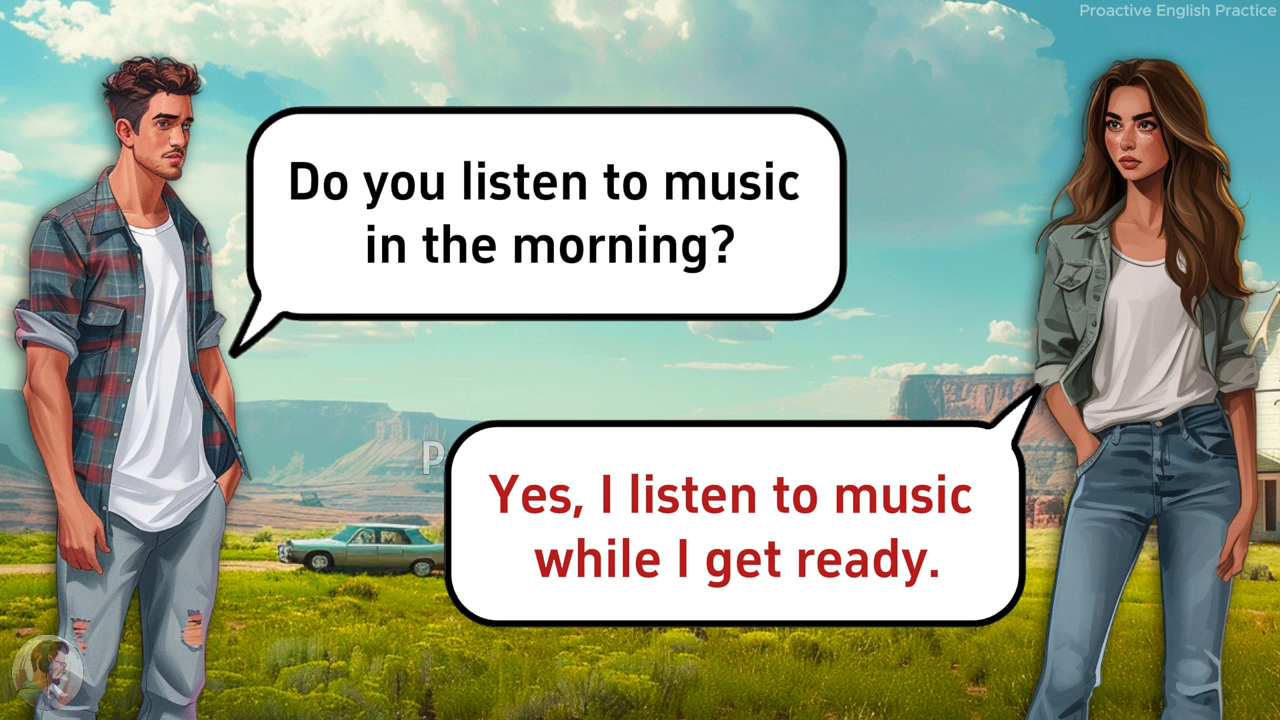 Proactive English Practice
Do you listen to music
in the morning?
Yes, I listen to music
while I get ready.